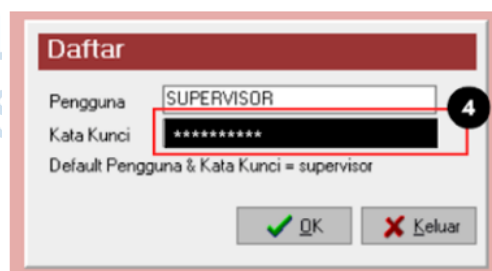 Daftar
Pengguna SUPERVISOR
4
Kata Kunci **********
Default Pengguna & Kata Kunci = supervisor
OK Keluar